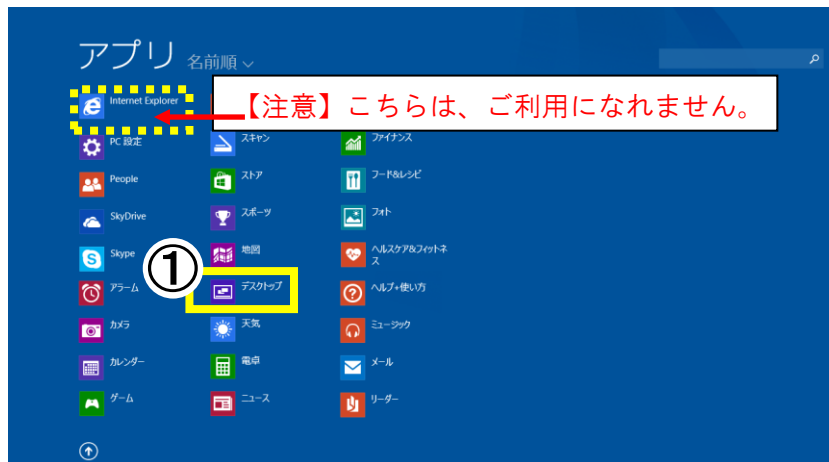 アプリ 名前順
Internet Explorer
【注意】こちらは、ご利用になれません。
PC 設定
スキャン
ファイナンス
People
ストア
フード&レシピ
SkyDrive
スポーツ
フォト
Skype
地図
ヘルスケア&フィットネ
ス
①
アラーム
デスクトップ
ヘルプ+使い方
カメラ
天気
ミュージック
カレンダー
電卓
メール
ゲーム
ニュース
リーダー